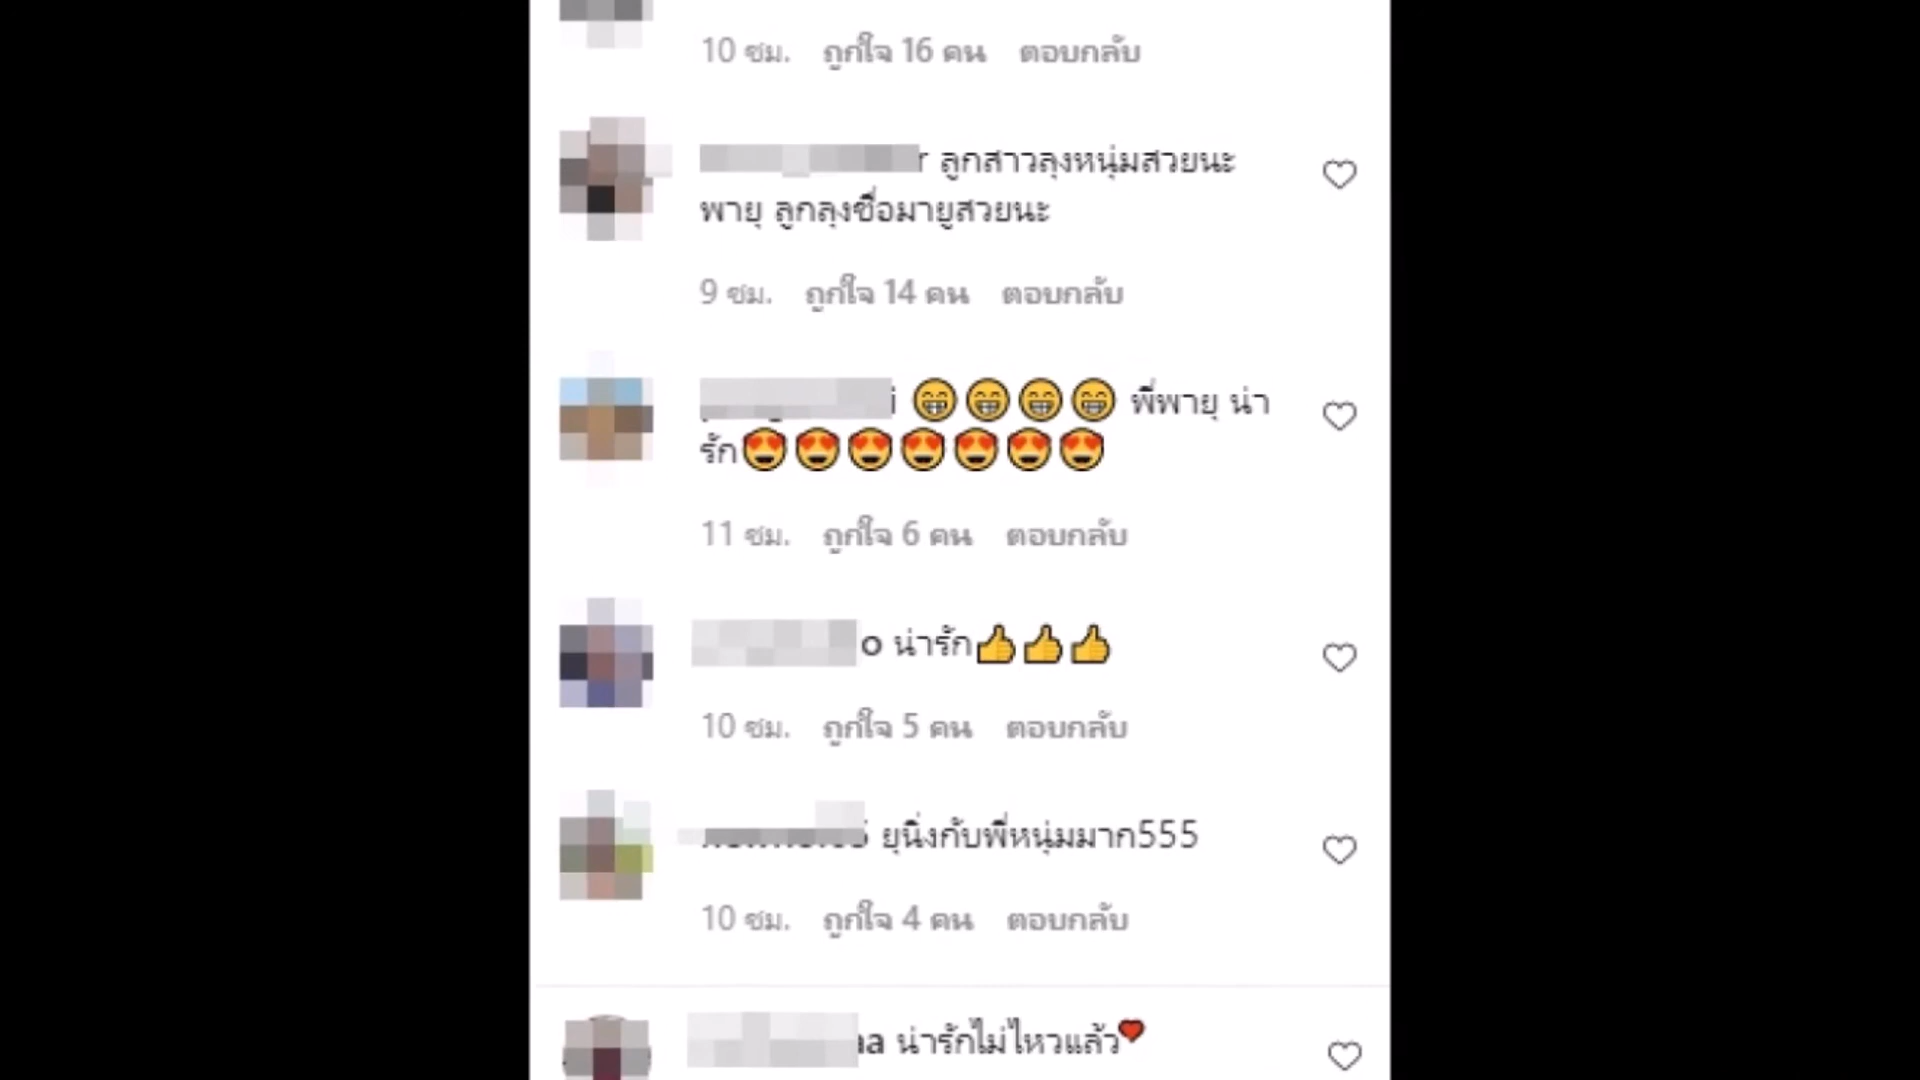 10 ซม. ถูกใจ 16 คน ตอบกลับ
r ลูกสาวลุงหนุ่มสวยนะ
พายุ ลูกลุงชื่อมายูสวยนะ
9 ซม. ถูกใจ 14 คน ตอบกลับ
i 😁😁😁😁 พี่พายุ น่า
รัก😍😍😍😍😍😍😍
11 ซม. ถูกใจ 6 คน ตอบกลับ
o น่ารัก👍👍👍
10 ซม. ถูกใจ 5 คน ตอบกลับ
ยุนิ่งกับพี่หนุ่มมาก555
10 ซม. ถูกใจ 4 คน ตอบกลับ
aa น่ารักไม่ไหวแล้ว❤